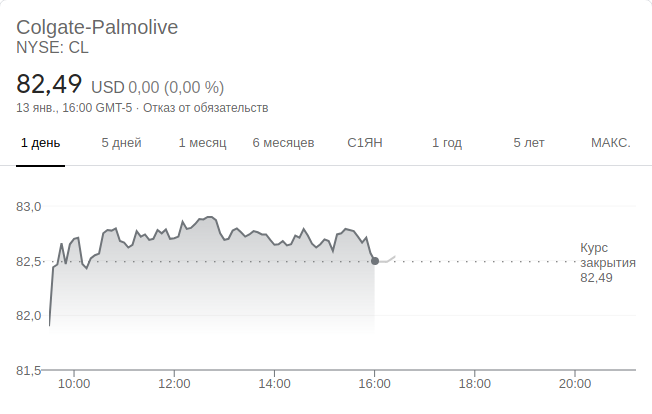 Colgate-Palmolive
NYSE: CL
82,49 USD 0,00 (0,00 %)
13 янв., 16:00 GMT-5 · Отказ от обязательств
1 день 5 дней 1 месяц 6 месяцев С1ЯН 1 год 5 лет МАКС.
83,0
Курс
82,5 закрытия
82,49
82,0
81,5
10:00 12:00 14:00 16:00 18:00 20:00